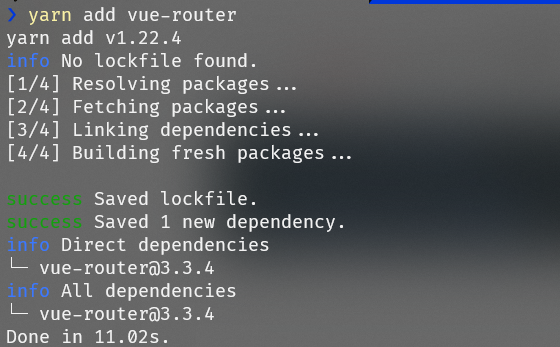 ❯ yarn add vue-router
yarn add v1.22.4
info No lockfile found.
[1/4] Resolving packages...
[2/4] Fetching packages...
[3/4] Linking dependencies...
[4/4] Building fresh packages...
success Saved lockfile.
success Saved 1 new dependency.
info Direct dependencies
└─ vue-router@3.3.4
info All dependencies
└─ vue-router@3.3.4
Done in 11.02s.